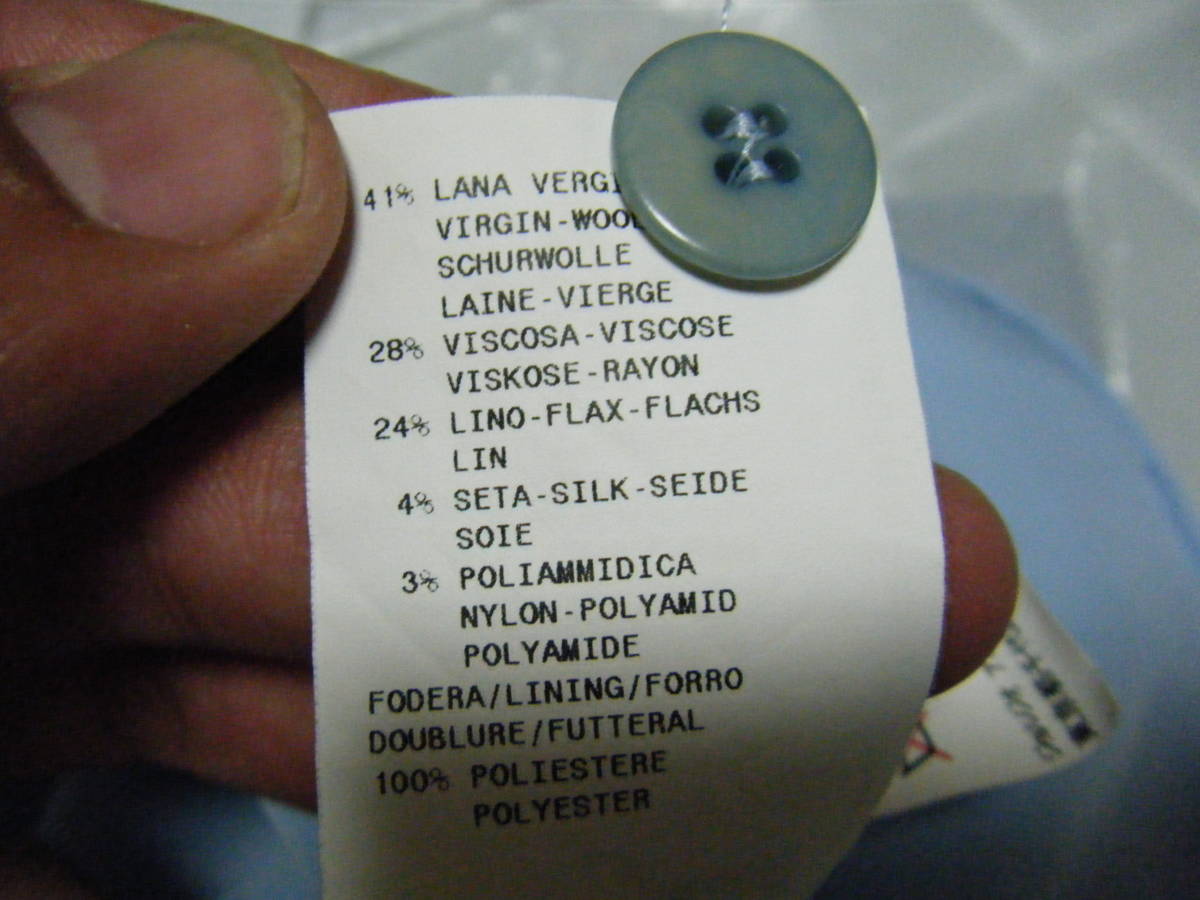 41% LANA VERGI
VIRGIN-WOOL
SCHURWOLLE
LAINE-VIERGE
28% VISCOSA-VISCOSE
VISKOSE-RAYON
24% LINO-FLAX-FLACHS
LIN
4% SETA-SILK-SEIDE
SOIE
3% POLIAMMIDICA
NYLON-POLYAMID
POLYAMIDE
FODERA/LINING/FORRO
DOUBLURE/FUTTERAL
100% POLIESTERE
POLYESTER